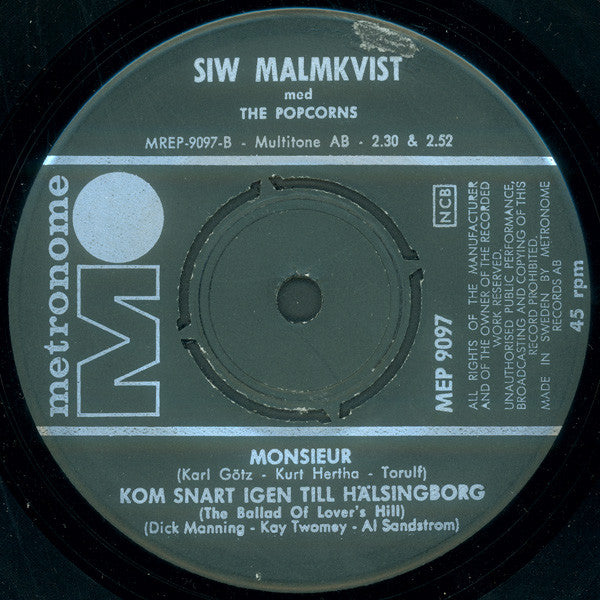 SIW MALMKVIST
med
THE POPCORNS
MREP-9097-B - Multitone AB - 2.30 & 2.52
metronome
MO
NCB
MEP 9097
ALL RIGHTS OF THE MANUFACTURER
AND OF THE OWNER OF THE RECORDED
WORK RESERVED.
UNAUTHORISED PUBLIC PERFORMANCE,
BROADCASTING AND COPYING OF THIS
RECORD PROHIBITED.
MADE IN SWEDEN BY METRONOME
RECORDS AB
45 rpm
MONSIEUR
(Karl Götz - Kurt Hertha - Torulf)
KOM SNART IGEN TILL HÄLSINGBORG
(The Ballad Of Lover's Hill)
(Dick Manning - Kay Twomey - Al Sandstrom)